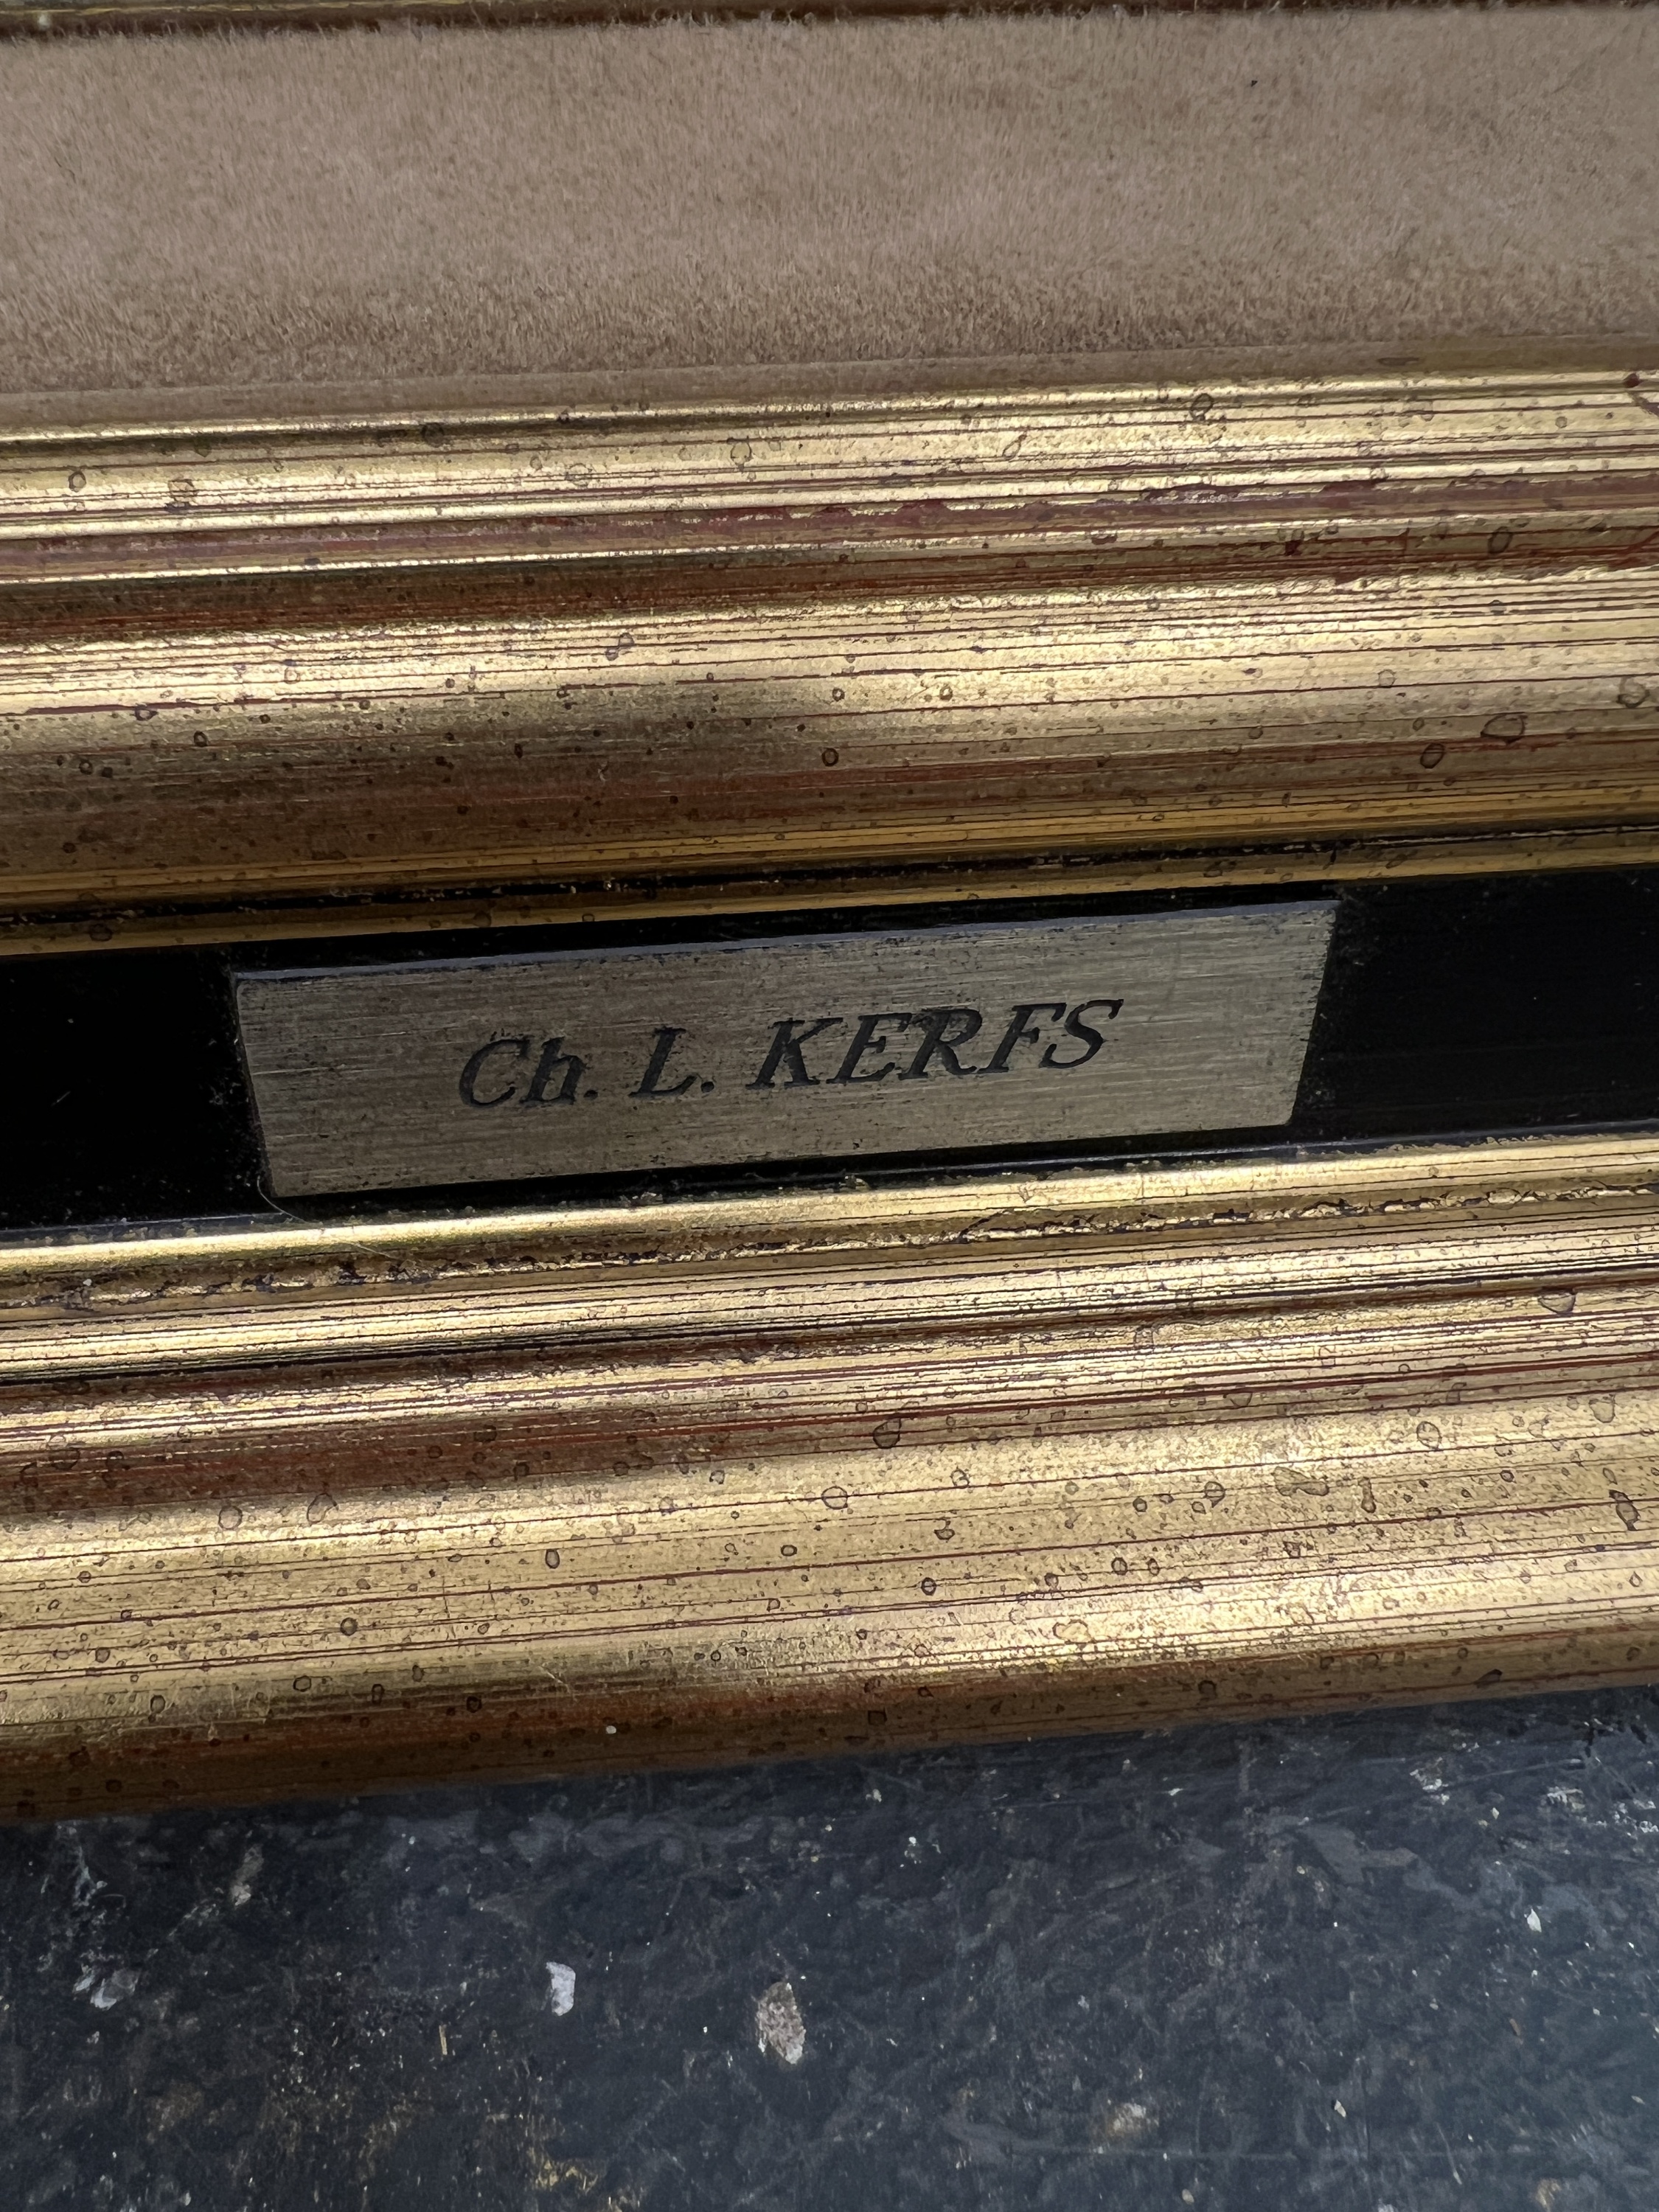 Ch. L. KERFS